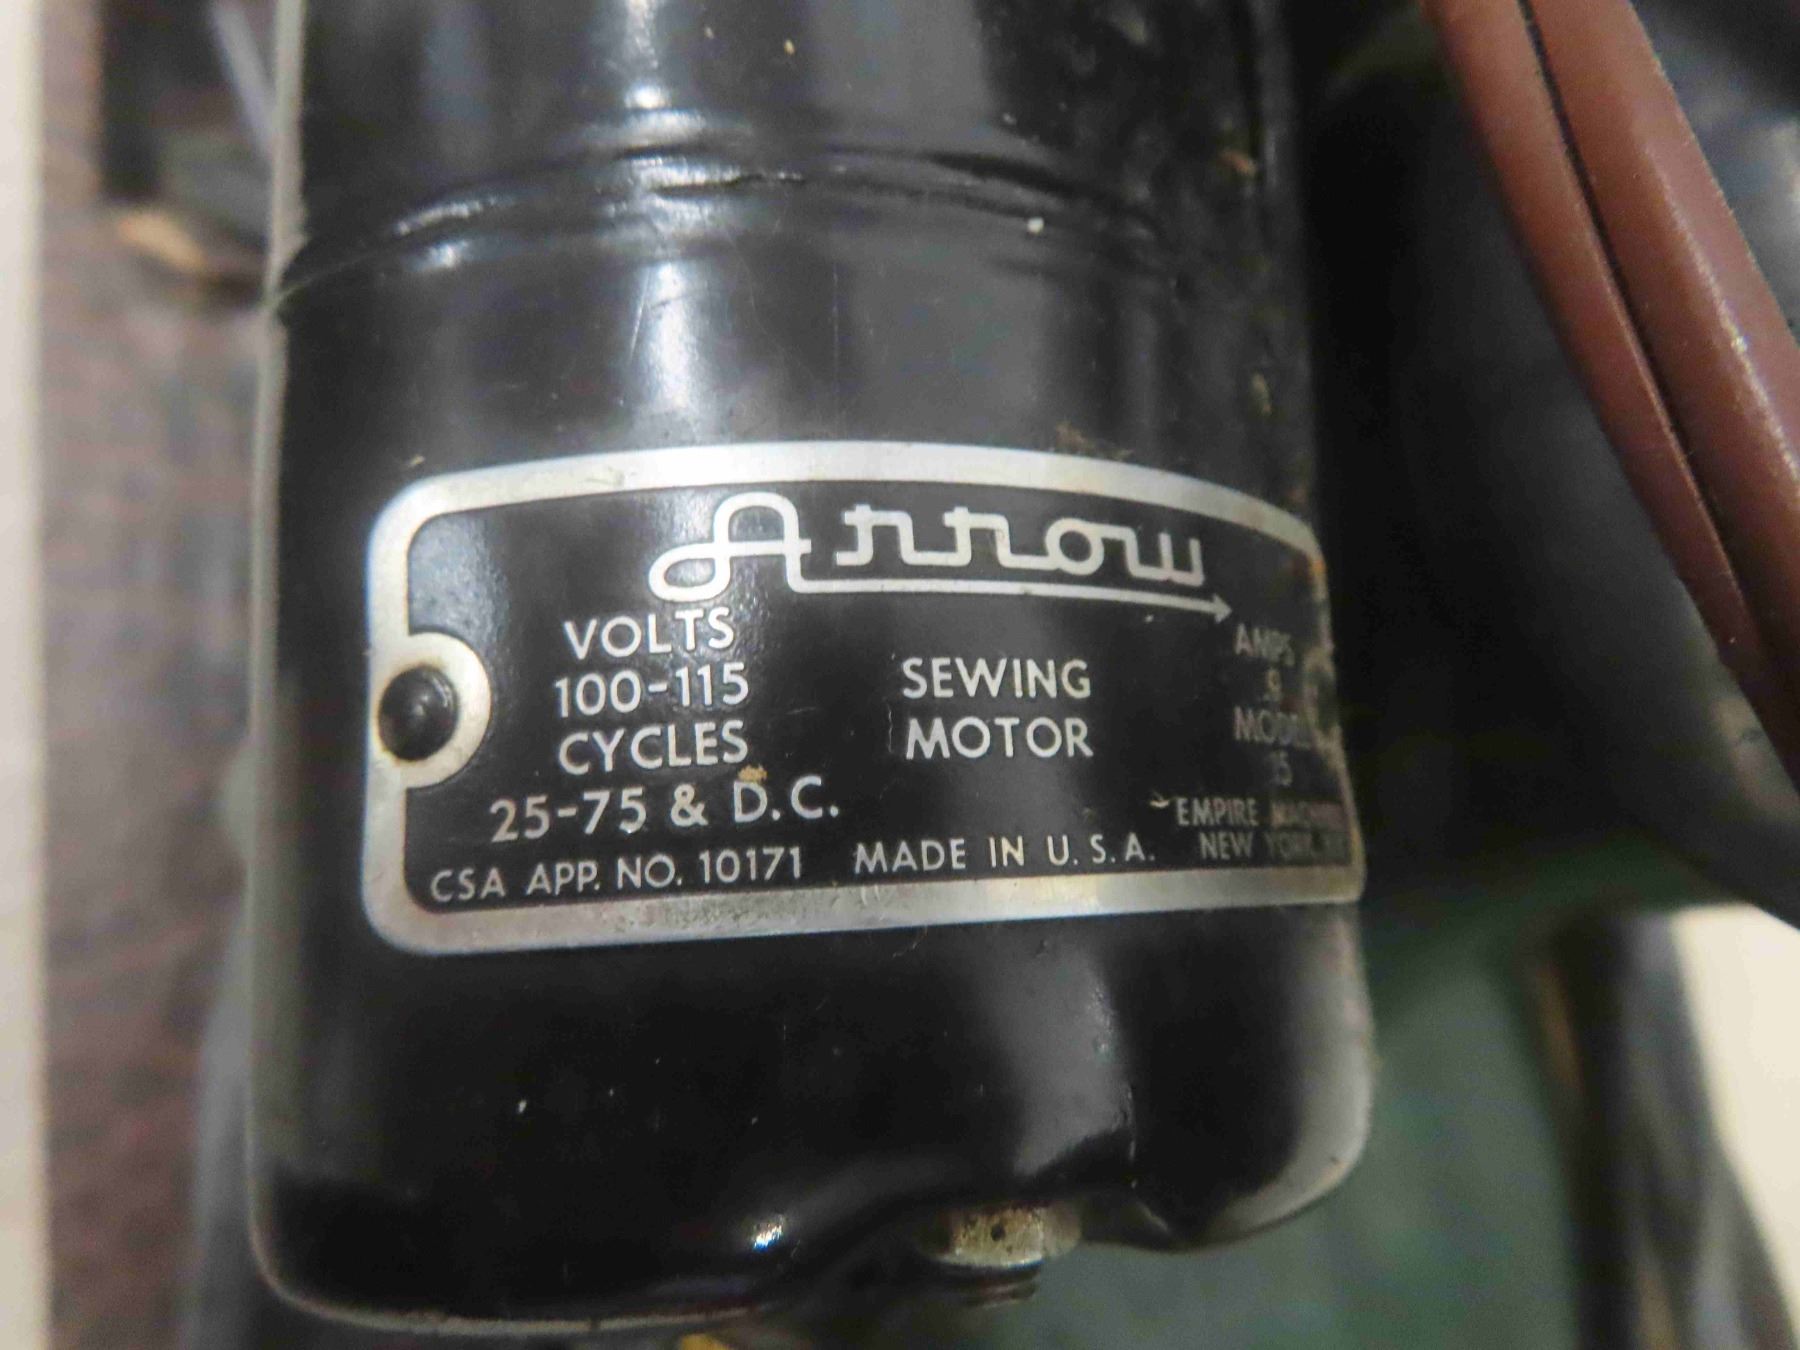 Arrow
VOLTS
100-115
CYCLES
25-75 & D.C.
SEWING
MOTOR
AMPS
.9
MODEL
CSA APP. NO. 10171
MADE IN U.S.A.
EMPIRE
NEW YORK,